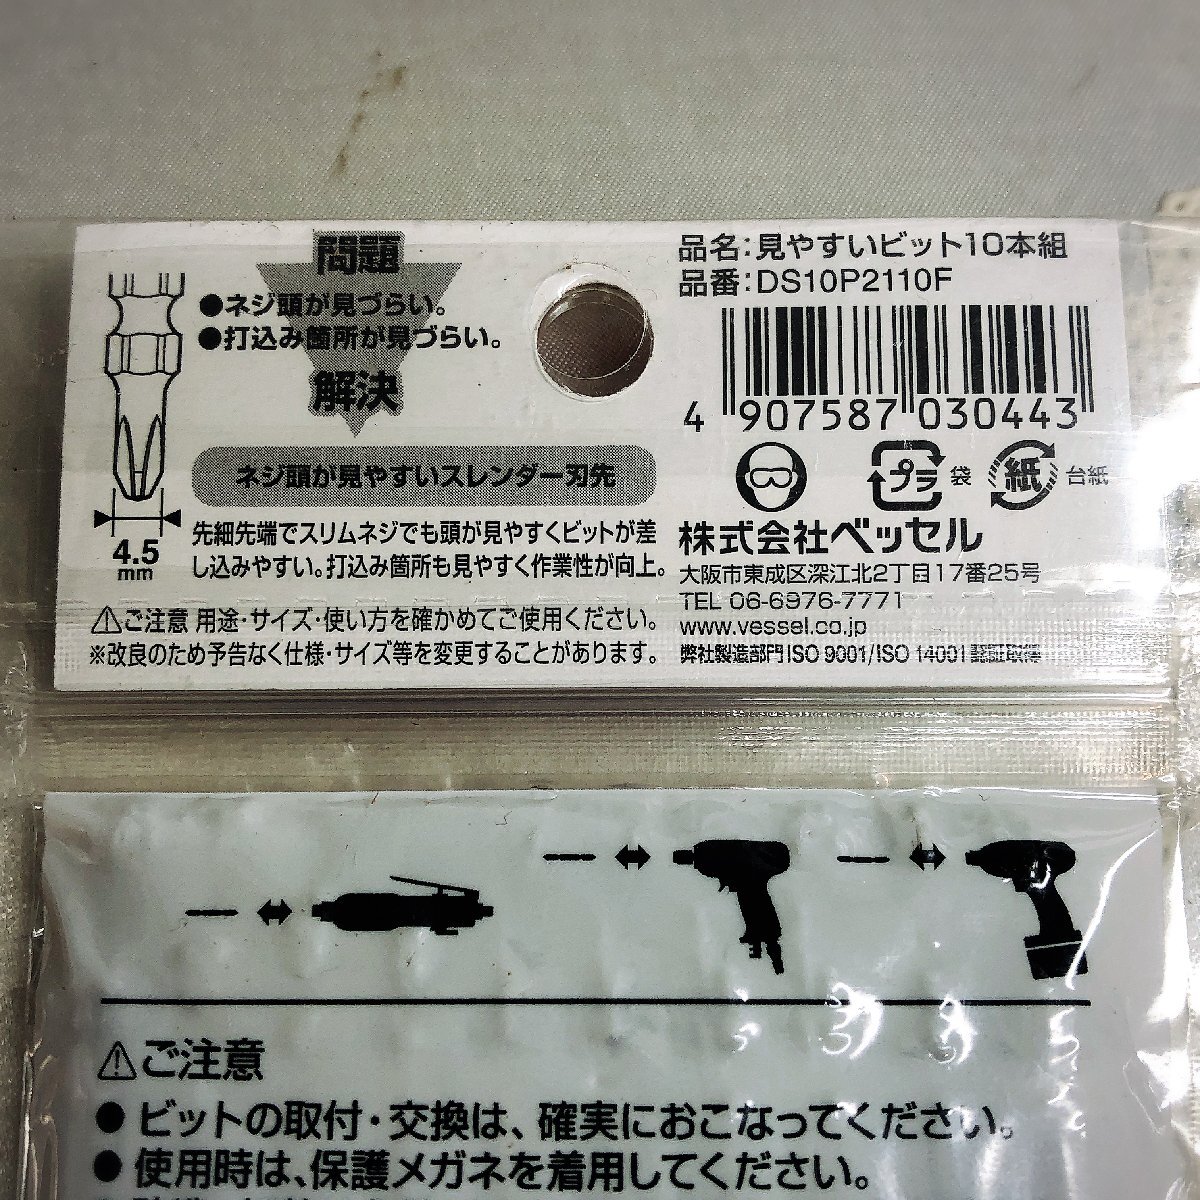 問題
●ネジ頭が見づらい。
●打込み箇所が見づらい。
解決
ネジ頭が見やすいスレンダー刃先
先細先端でスリムネジでも頭が見やすくビットが差
し込みやすい。打込み箇所も見やすく作業性が向上。
4.5
mm
⚠ご注意 用途・サイズ・使い方を確かめてご使用ください。
※改良のため予告なく仕様・サイズ等を変更することがあります。
品名:見やすいビット10本組
品番:DS10P2110F
4 907587 030443
プラ 袋 紙 台紙
株式会社ベッセル
大阪市東成区深江北2丁目17番25号
TEL 06-6976-7771
www.vessel.co.jp
弊社製造部門ISO 9001/ISO 14001認証取得
⚠ご注意
● ビットの取付・交換は、確実におこなってください。
● 使用時は、保護メガネを着用してください。